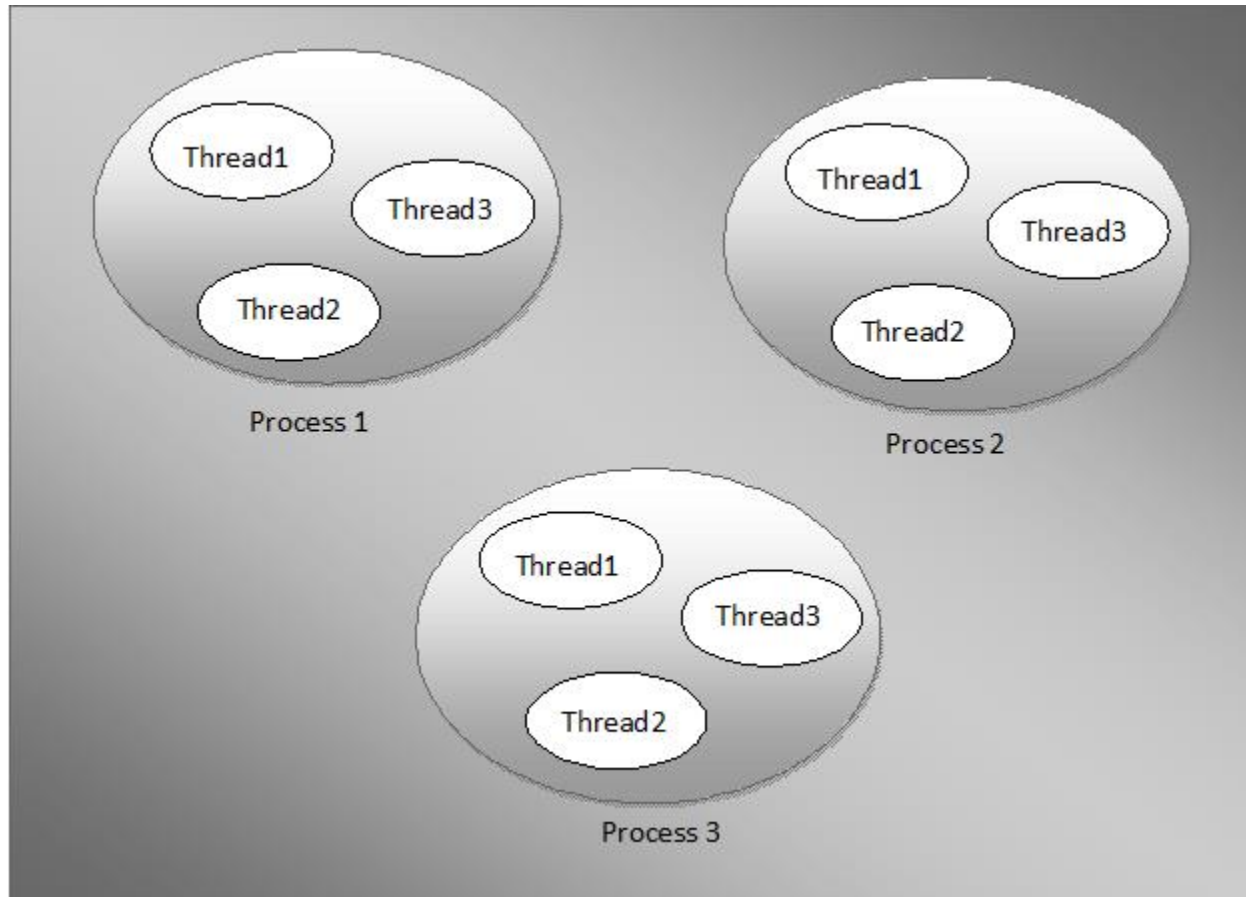 Thread1
Thread3
Thread2
Process 1
Thread1
Thread3
Thread2
Process 2
Thread1
Thread3
Thread2
Process 3